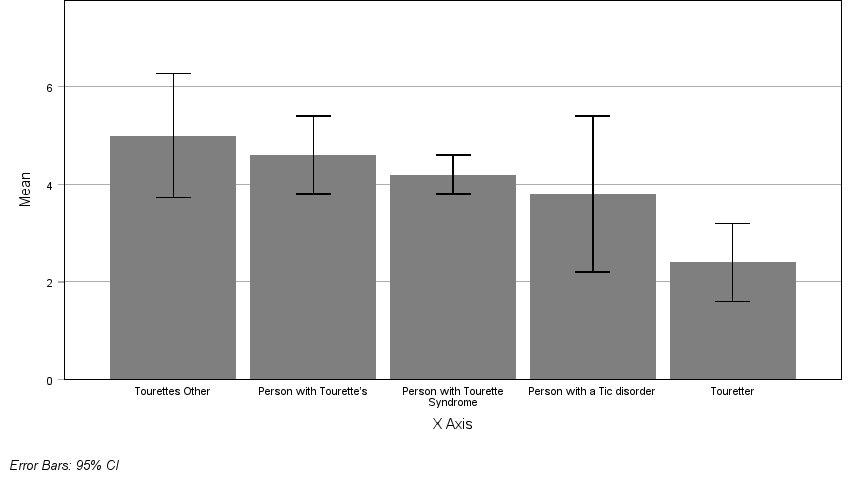 6
4
2
0
Mean
Tourettes Other
Person with Tourette's
Person with Tourette
Syndrome
Person with a Tic disorder
Touretter
X Axis
Error Bars: 95% CI